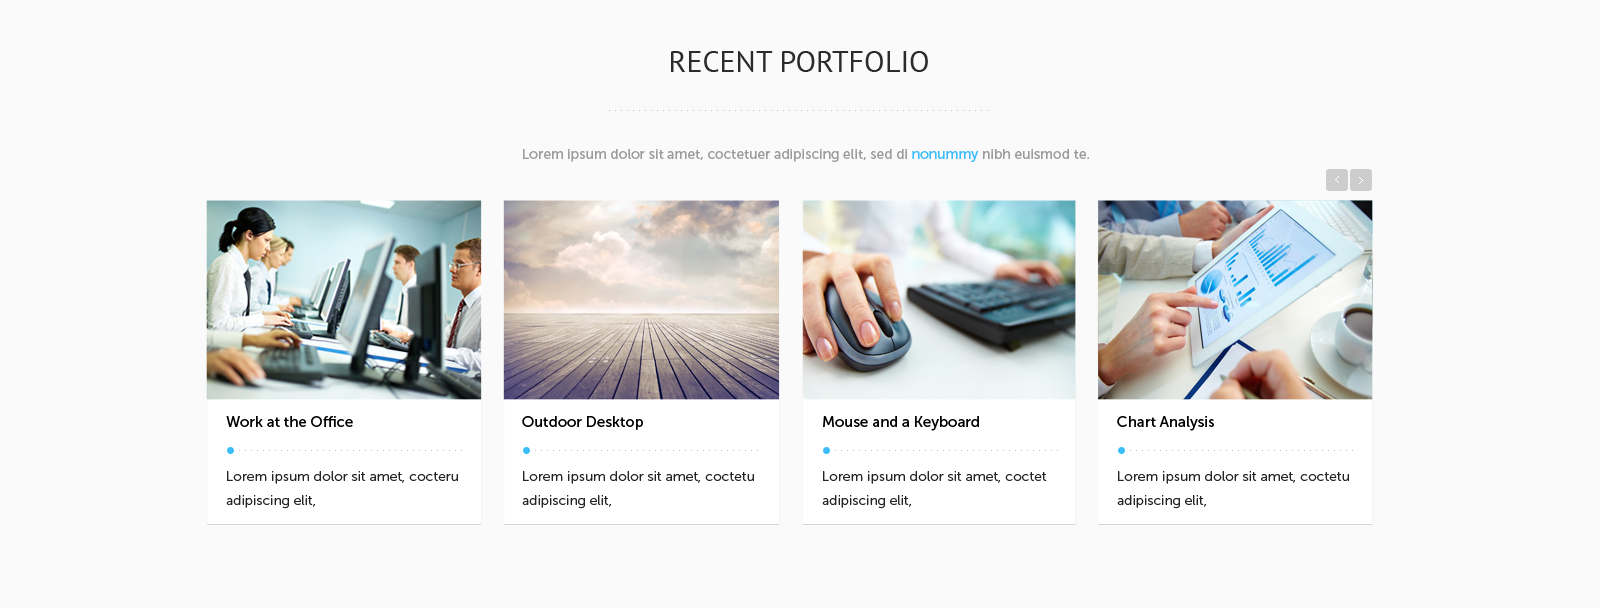 RECENT PORTFOLIO
Lorem ipsum dolor sit amet, coctetuer adipiscing elit, sed di nonummy nibh euismod te.
Work at the Office
Lorem ipsum dolor sit amet, cocteru
adipiscing elit,
Outdoor Desktop
Lorem ipsum dolor sit amet, coctetu
adipiscing elit,
Mouse and a Keyboard
Lorem ipsum dolor sit amet, coctet
adipiscing elit,
Chart Analysis
Lorem ipsum dolor sit amet, coctetu
adipiscing elit,